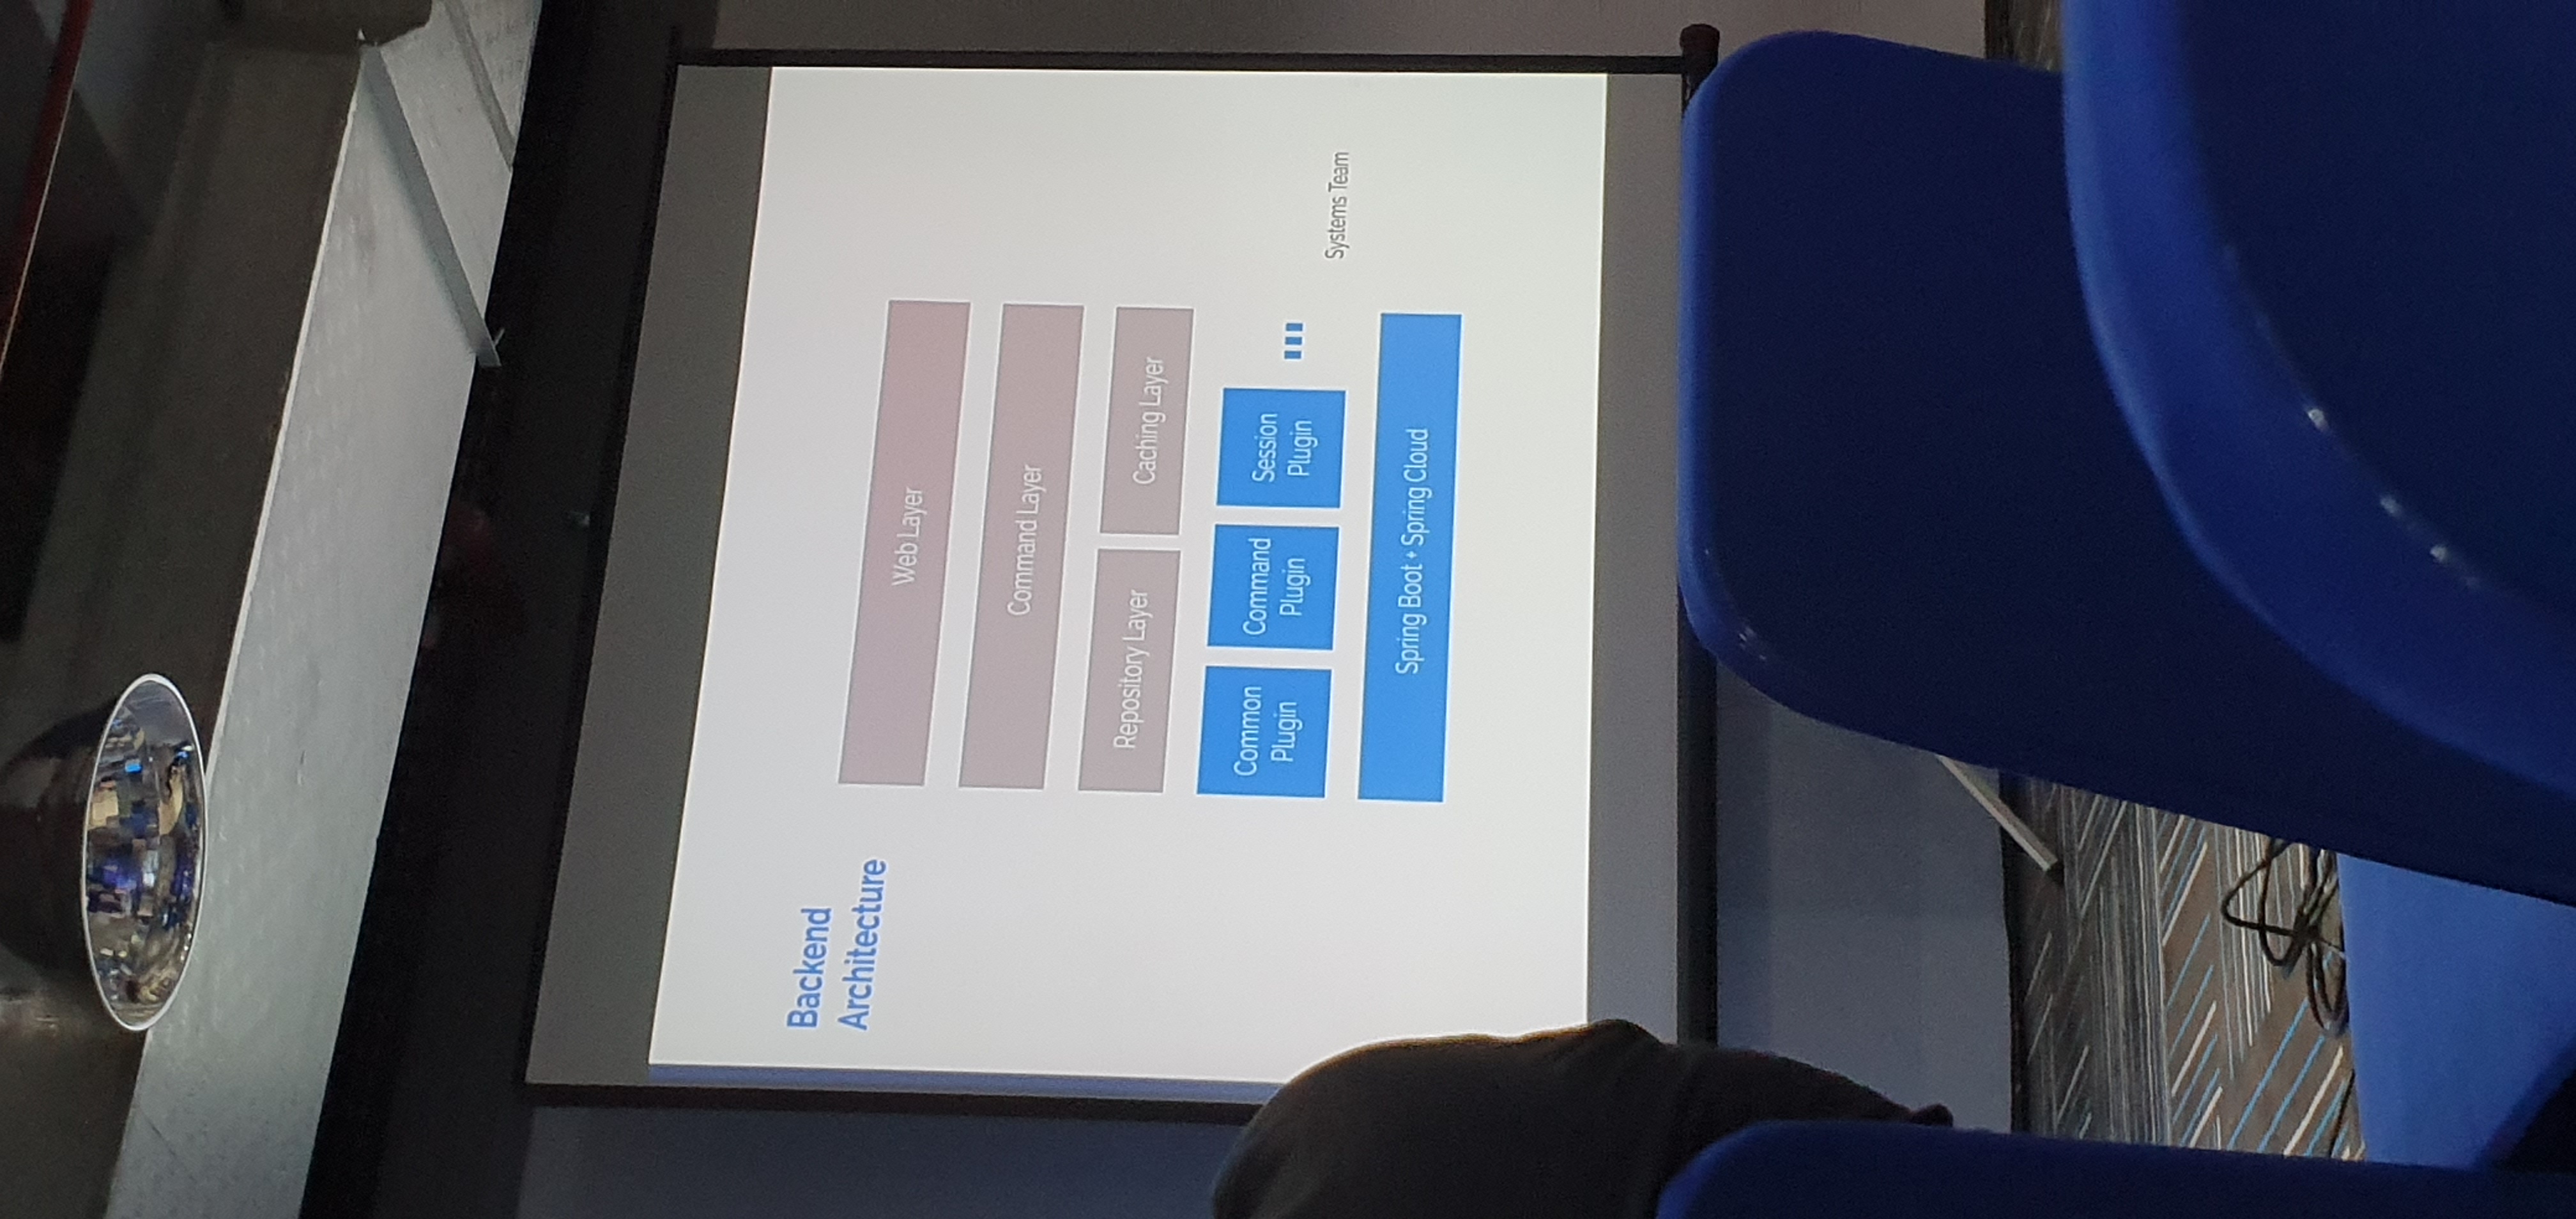 Backend
Architecture
Web Layer
Command Layer
Repository Layer
Caching Layer
Common
Plugin
Command
Plugin
Session
Plugin
Systems Team
Spring Boot + Spring Cloud